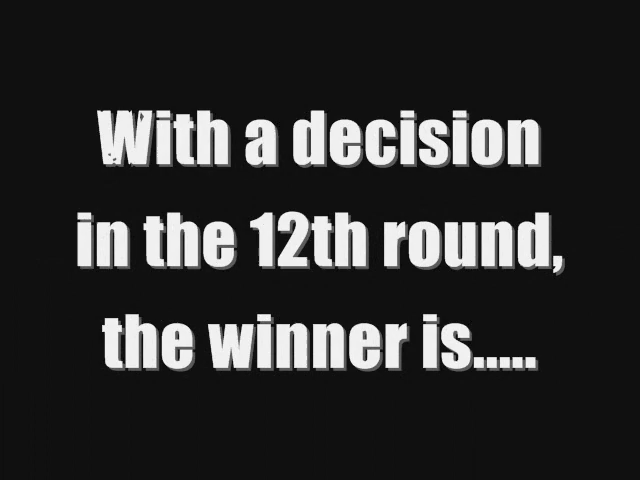 With a decision
in the 12th round,
the winner is.....